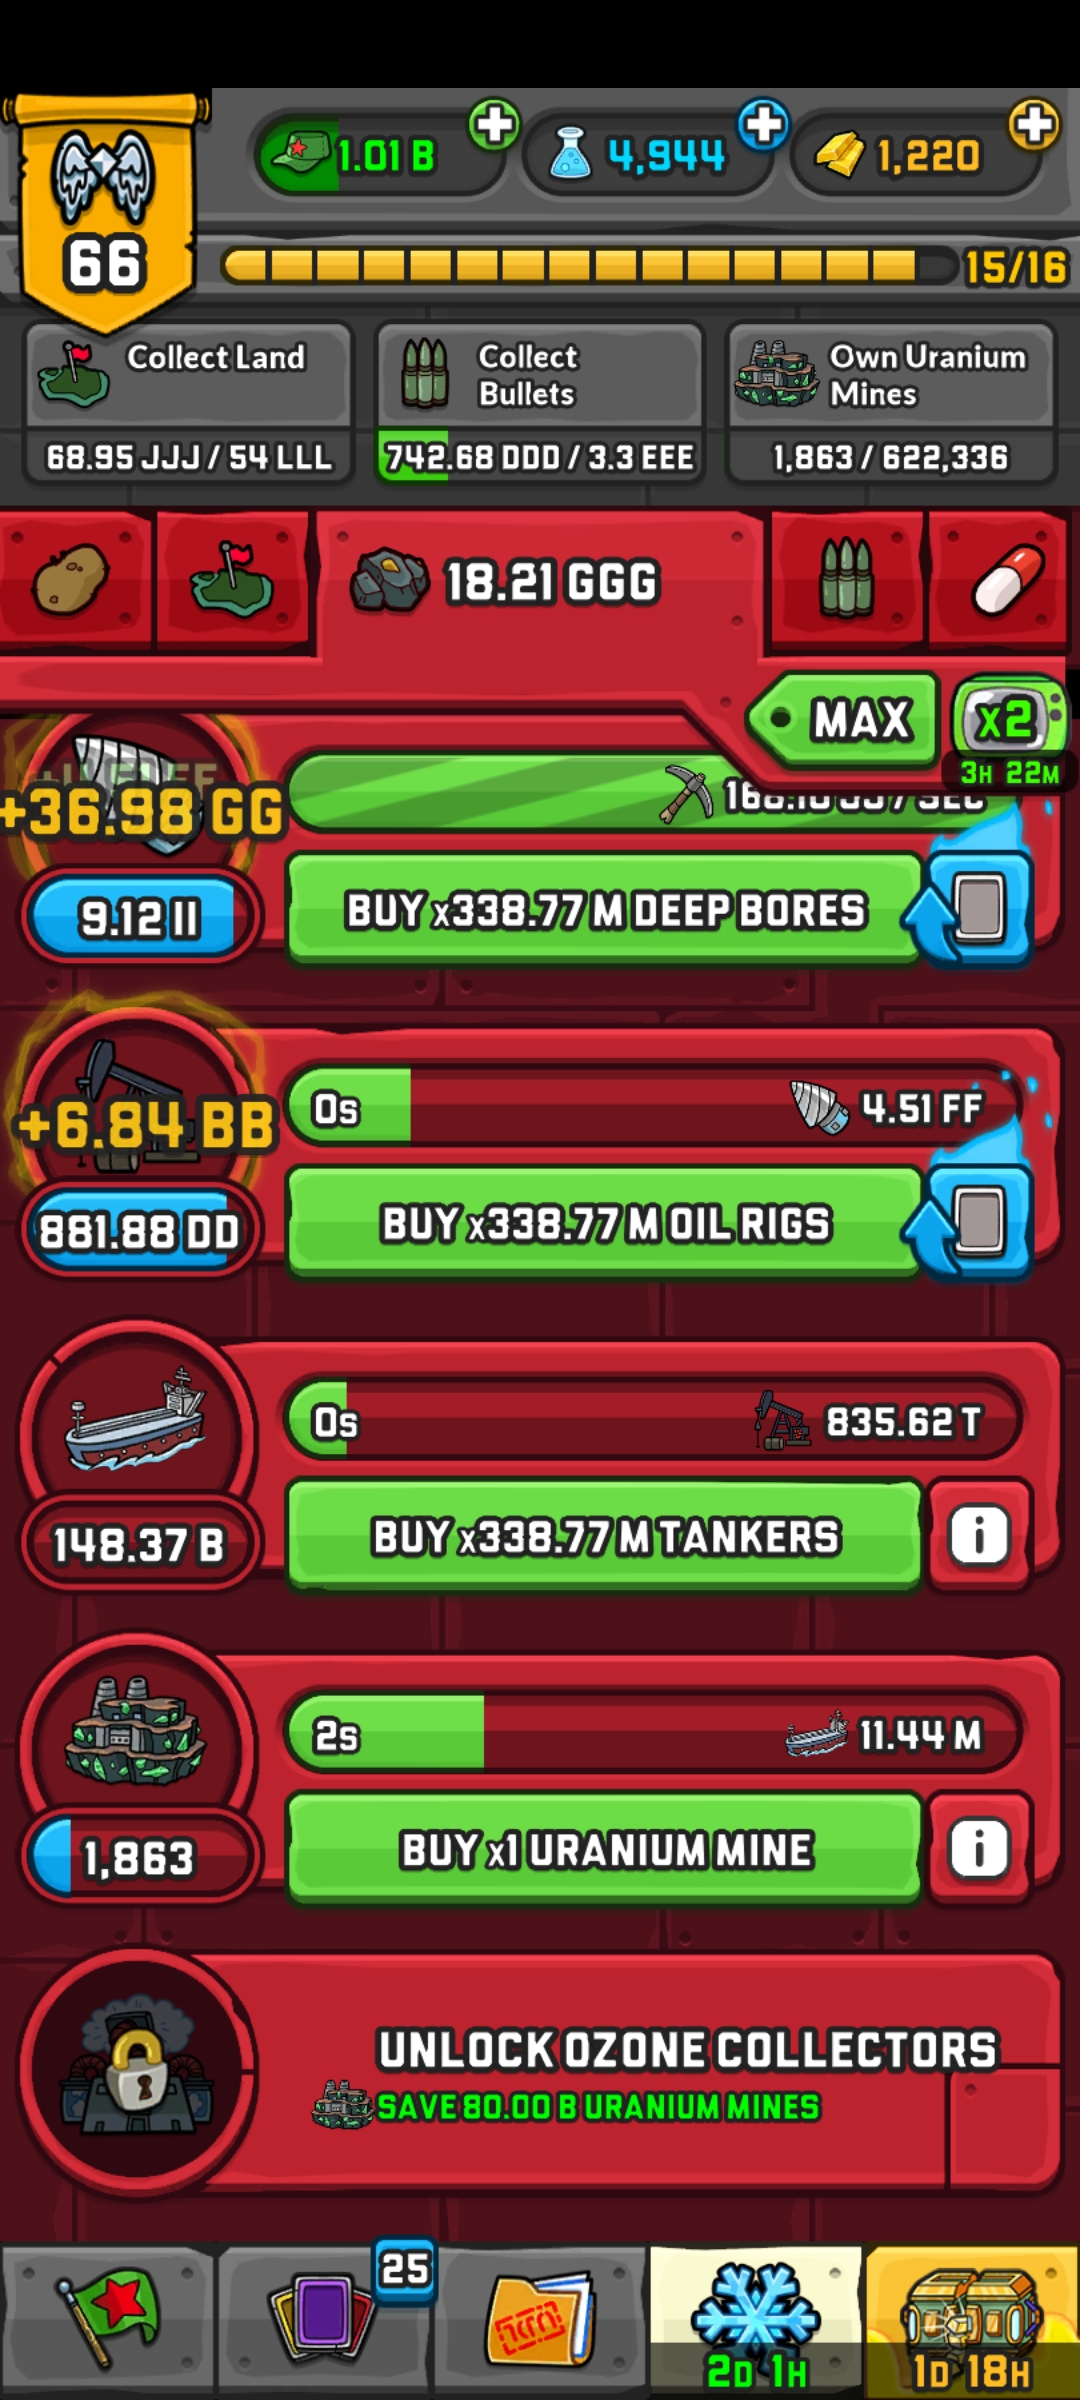 1.01 B
4,944
1,220
66
15/16
Collect Land
68.95 JJJ / 54 LLL
Collect
Bullets
742.68 DDD / 3.3 EEE
Own Uranium
Mines
1,863 / 622,336
18.21 GGG
MAX
x2
3H 22M
+36.98 GG
9.12 II
BUY x338.77 M DEEP BORES
+6.84 BB
0s
4.51 FF
881.88 DD
BUY x338.77 M OIL RIGS
0s
835.62 T
148.37 B
BUY x338.77 M TANKERS
i
2s
11.44 M
1,863
BUY x1 URANIUM MINE
i
UNLOCK OZONE COLLECTORS
SAVE 80.00 B URANIUM MINES
25
2D 1H
1D 18H